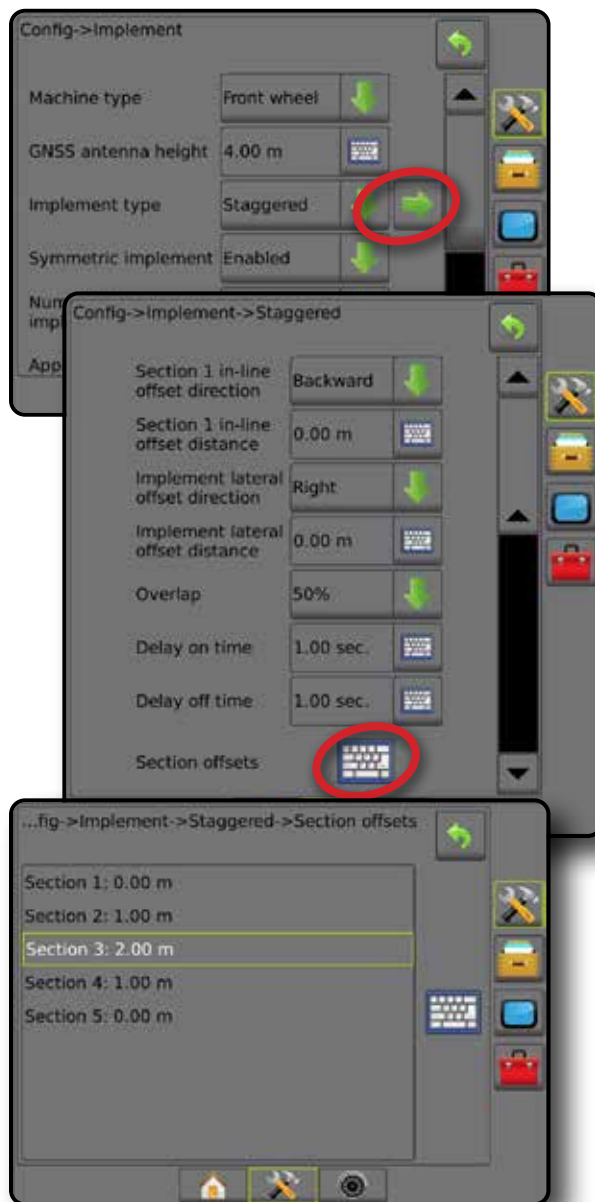 Config->Implement
Machine type Front wheel
GNSS antenna height 4.00 m
Implement type Staggered
Symmetric implement Enabled
Config->Implement->Staggered
Section 1 in-line
offset direction Backward
Section 1 in-line
offset distance 0.00 m
Implement lateral
offset direction Right
Implement lateral
offset distance 0.00 m
Overlap 50%
Delay on time 1.00 sec.
Delay off time 1.00 sec.
Section offsets
...fig->Implement->Staggered->Section offsets
Section 1: 0.00 m
Section 2: 1.00 m
Section 3: 2.00 m
Section 4: 1.00 m
Section 5: 0.00 m